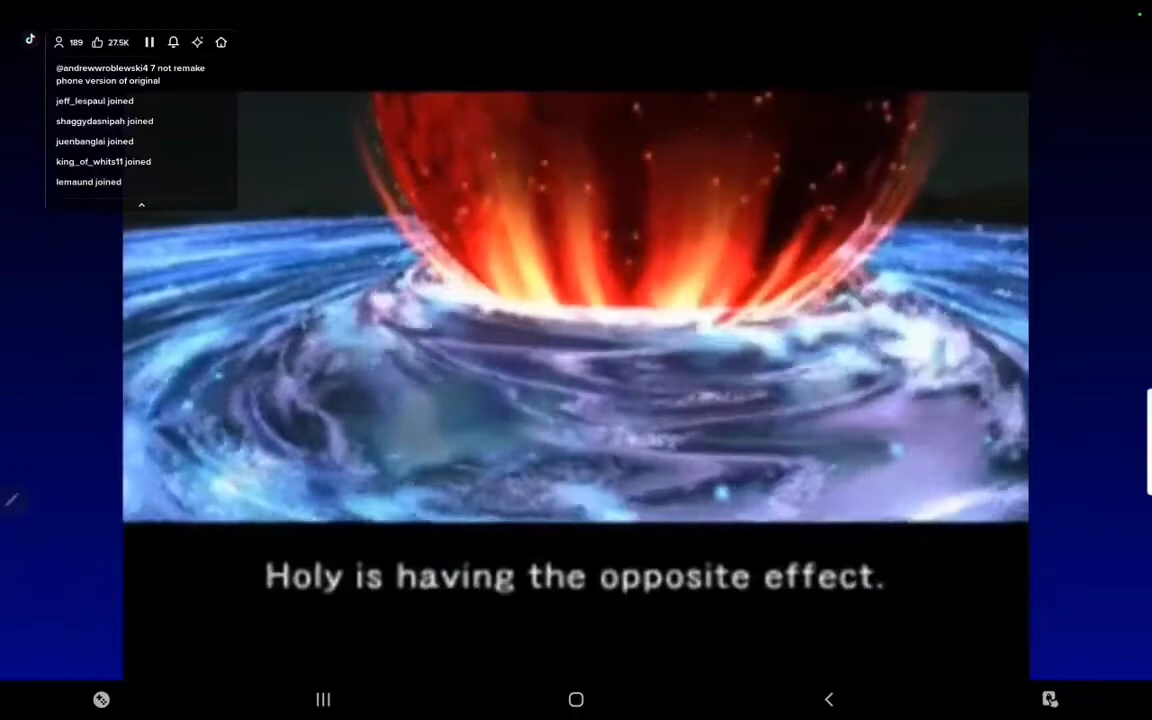 189 27.5K
@andrewwroblewski4 7 not remake
phone version of original
jeff_lespaul joined
shaggydasnipah joined
juenbanglai joined
king_of_whits11 joined
lemaund joined
Holy is having the opposite effect.